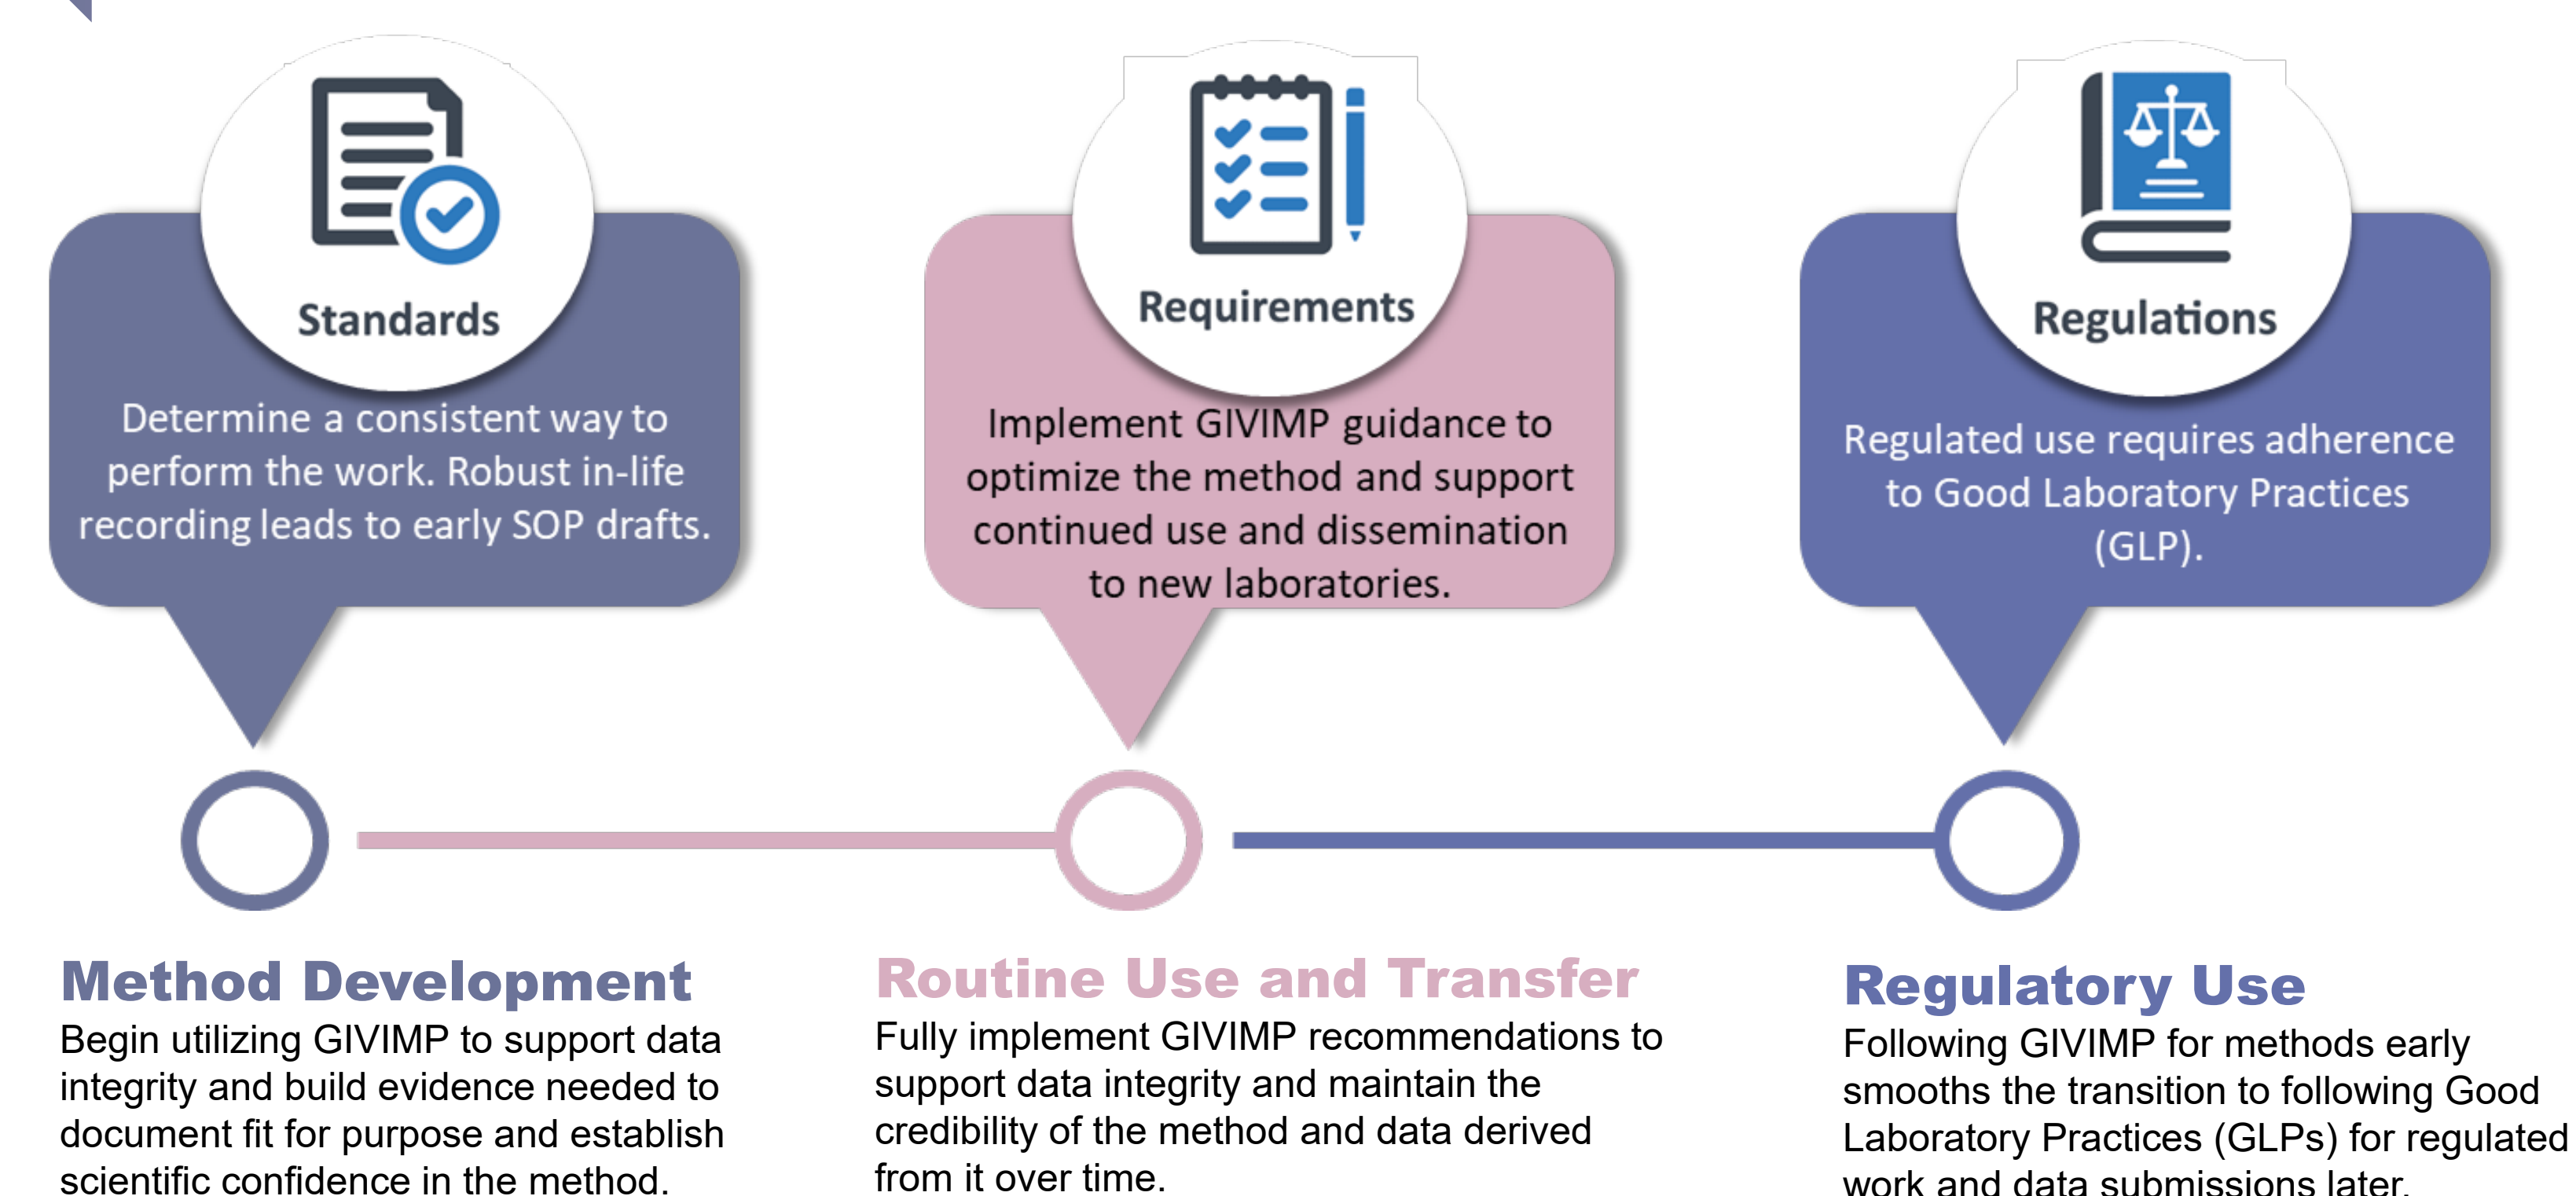 Standards
Determine a consistent way to
perform the work. Robust in-life
recording leads to early SOP drafts.
Requirements
Implement GIVIMP guidance to
optimize the method and support
continued use and dissemination
to new laboratories.
Regulations
Regulated use requires adherence
to Good Laboratory Practices
(GLP).
Method Development
Begin utilizing GIVIMP to support data
integrity and build evidence needed to
document fit for purpose and establish
scientific confidence in the method.
Routine Use and Transfer
Fully implement GIVIMP recommendations to
support data integrity and maintain the
credibility of the method and data derived
from it over time.
Regulatory Use
Following GIVIMP for methods early
smooths the transition to following Good
Laboratory Practices (GLPs) for regulated
work and data submissions later.